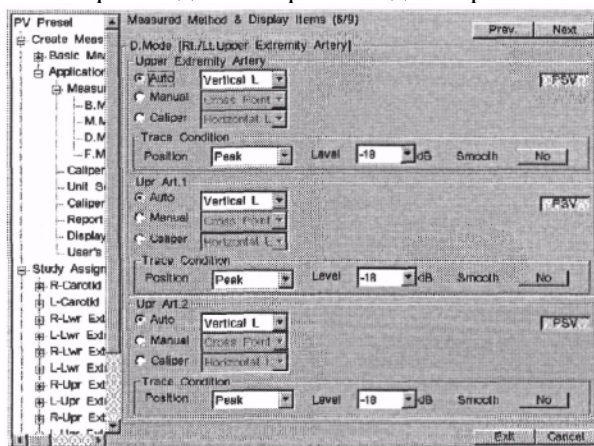 PV Preset
Create Meas
Basic
Application
Measur
B.M
M.M
D.M
F.M
Caliper
Unit
Caliper
Report
Display
User's
Study Assign
R-Carotid
L-Carotid
R-Lwr Ext
L-Lwr Ext
R-Lwr Ext
L-Lwr Ext
R-Upr Ext
L-Upr Ext
R-Upr Ext
Measured Method & Display Items (6/9)
Prev. Next
D.Mode [Rt./Lt.Upper Extremity Artery]
Upper Extremity Artery
Auto Vertical L PSV
Manual Cross Point
Caliper Horizontal L
Trace Condition
Position Peak Level -18 dB Smooth No
Upr Art.1
Auto Vertical L PSV
Manual Cross Point
Caliper Horizontal L
Trace Condition
Position Peak Level -18 dB Smooth No
Upr Art.2
Auto Vertical L PSV
Manual Cross Point
Caliper Horizontal L
Trace Condition
Position Peak Level -18 dB Smooth No
Exit Cancel